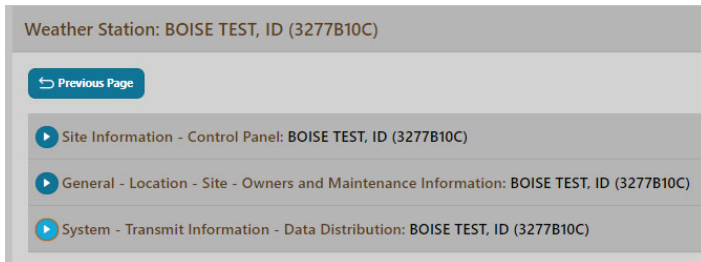 Weather Station: BOISE TEST, ID (3277B10C)
Previous Page
Site Information - Control Panel: BOISE TEST, ID (3277B10C)
General - Location - Site - Owners and Maintenance Information: BOISE TEST, ID (3277B10C)
System - Transmit Information - Data Distribution: BOISE TEST, ID (3277B10C)